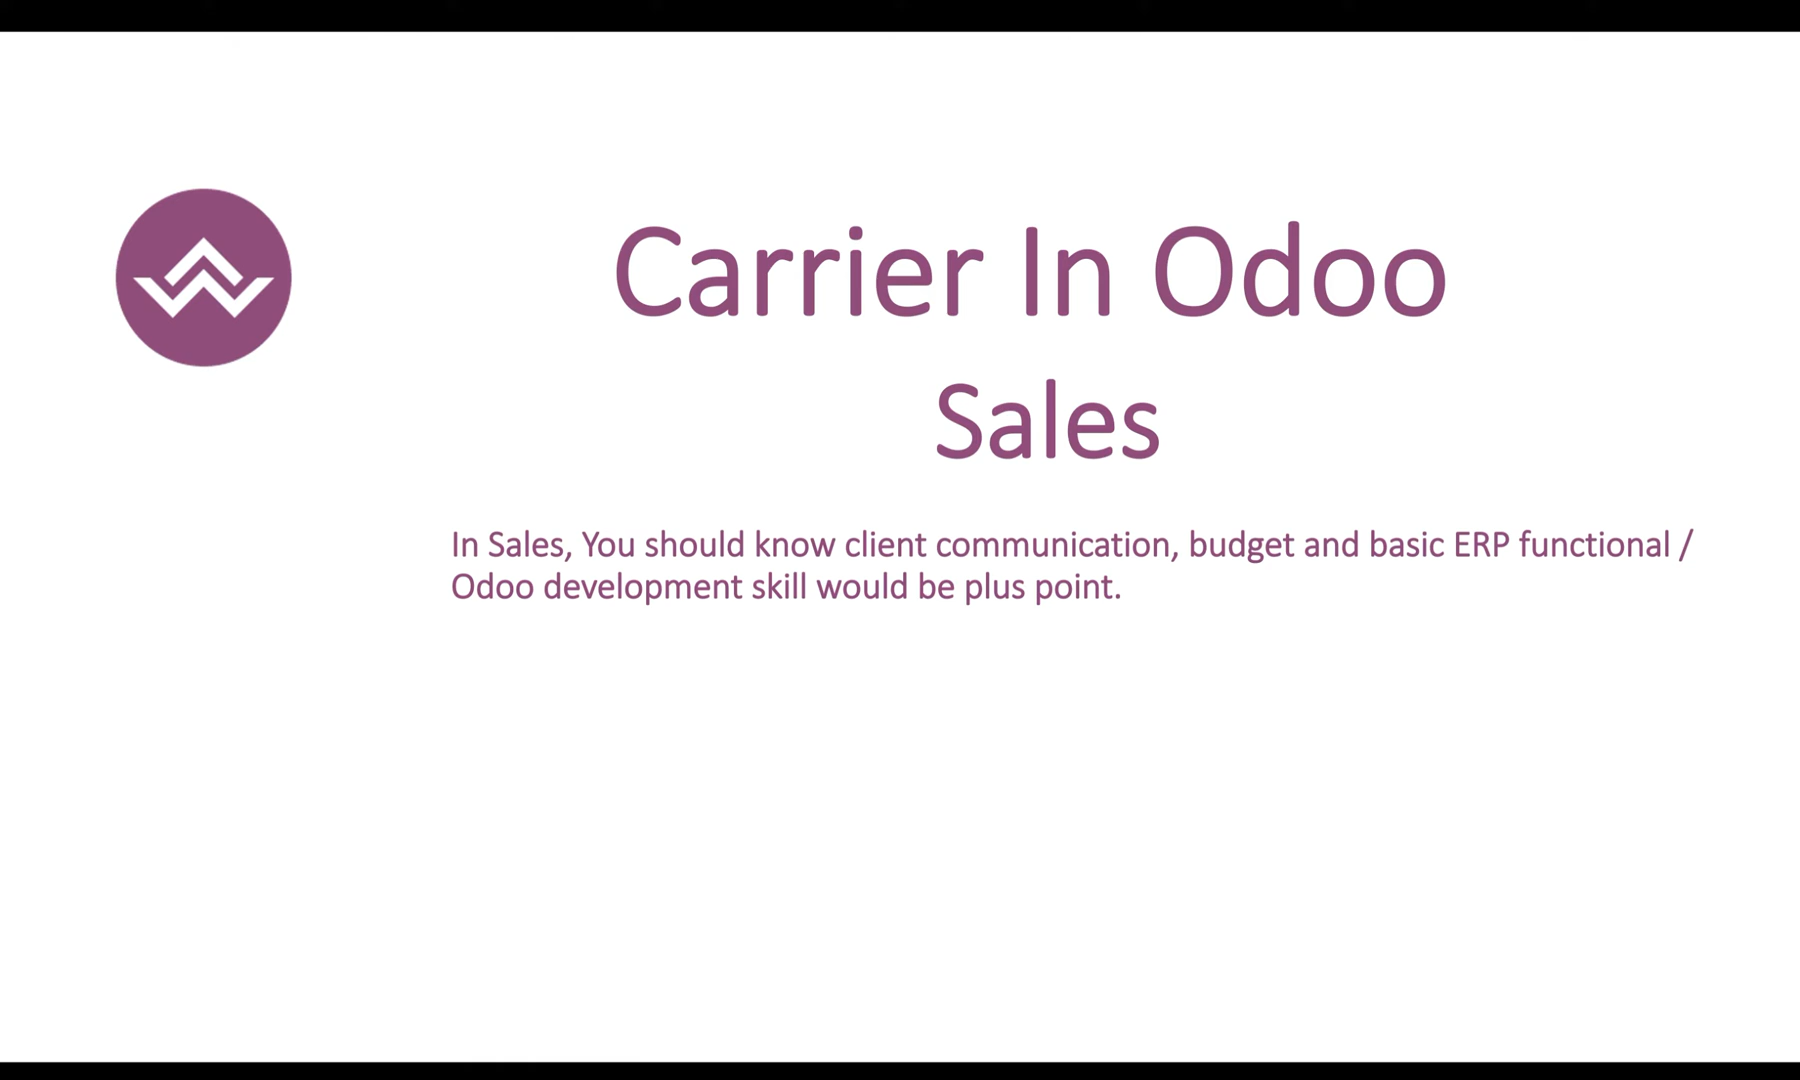 Carrier In Odoo
Sales
In Sales, You should know client communication, budget and basic ERP functional /
Odoo development skill would be plus point.